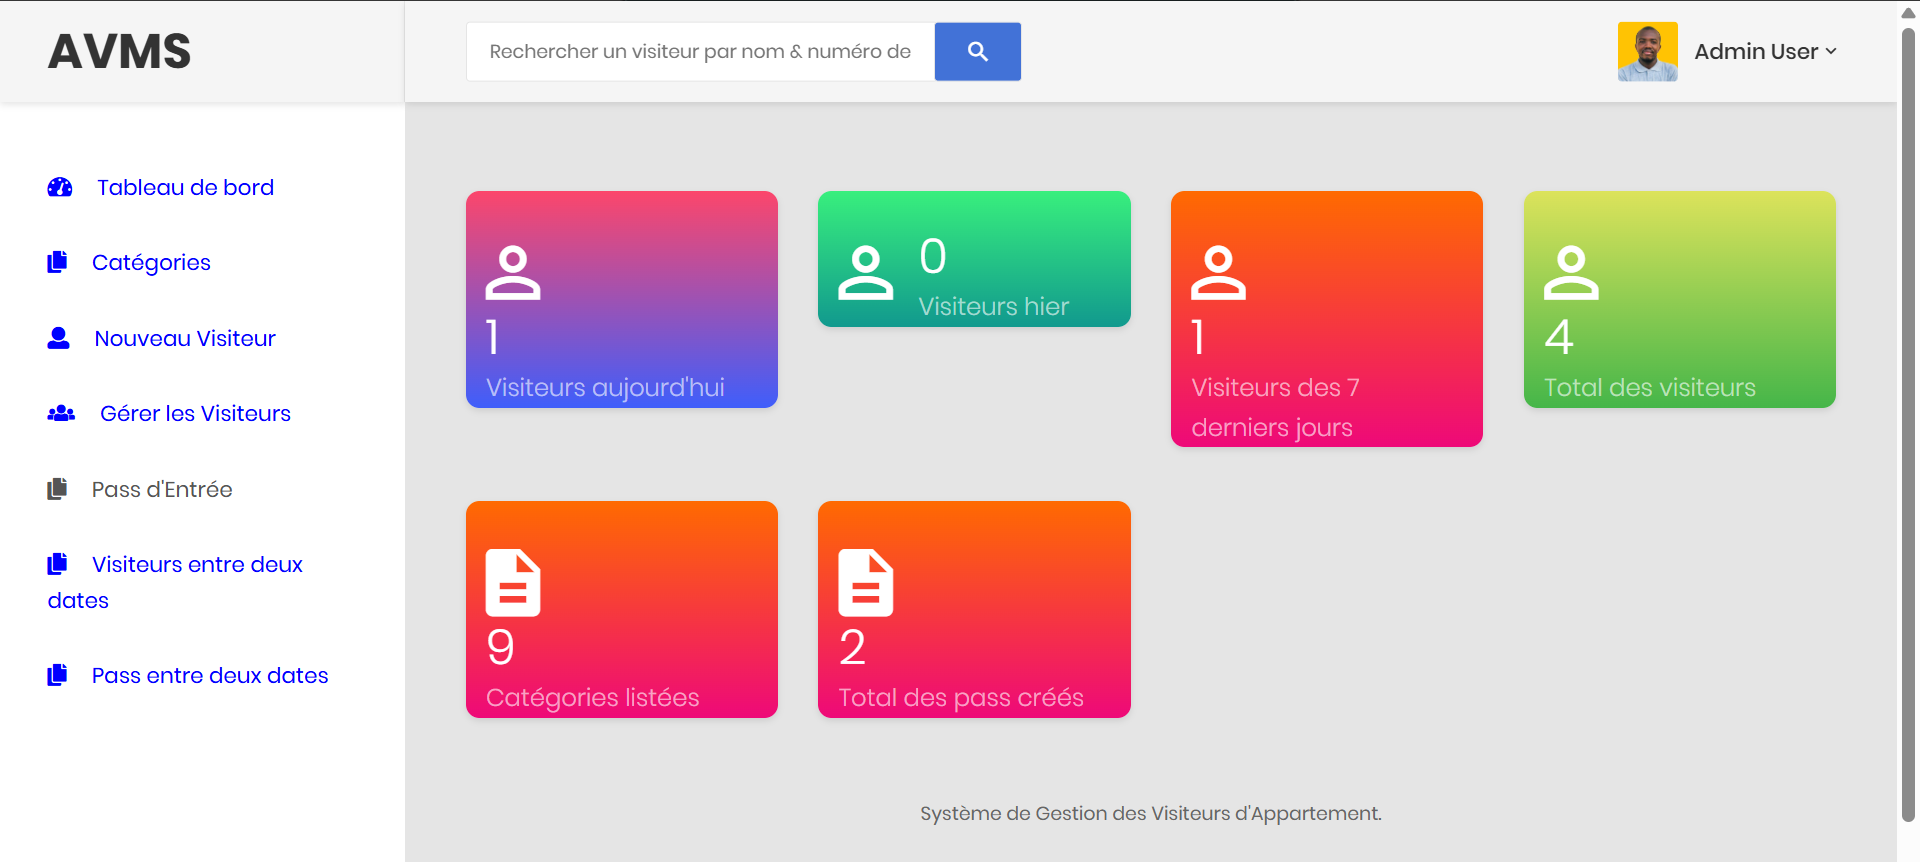 AVMS
Rechercher un visiteur par nom & numéro de
Admin User
Tableau de bord
Catégories
Nouveau Visiteur
Gérer les Visiteurs
Pass d'Entrée
Visiteurs entre deux
dates
Pass entre deux dates
1
Visiteurs aujourd'hui
0
Visiteurs hier
1
Visiteurs des 7
derniers jours
4
Total des visiteurs
9
Catégories listées
2
Total des pass créés
Système de Gestion des Visiteurs d'Appartement.